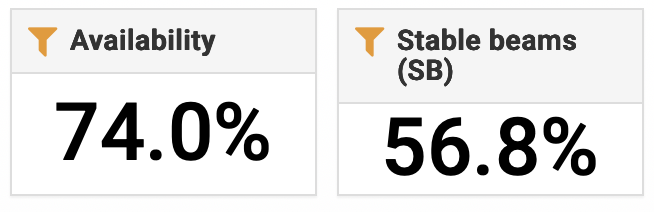 Availability
74.0%
Stable beams
(SB)
56.8%